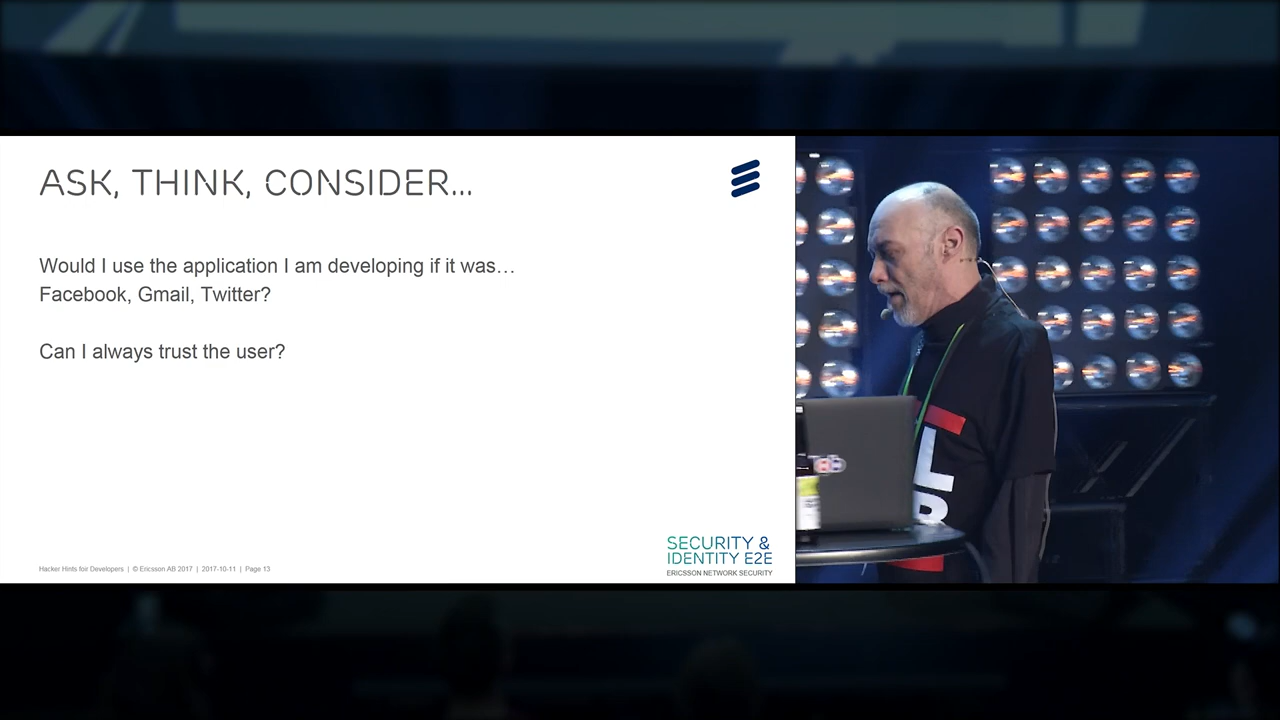 ASK, THINK, CONSIDER...
Would I use the application I am developing if it was...
Facebook, Gmail, Twitter?
Can I always trust the user?
SECURITY &
IDENTITY E2E
ERICSSON NETWORK SECURITY
Hacker Hints foir Developers | © Ericsson AB 2017 | 2017-10-11 | Page 13